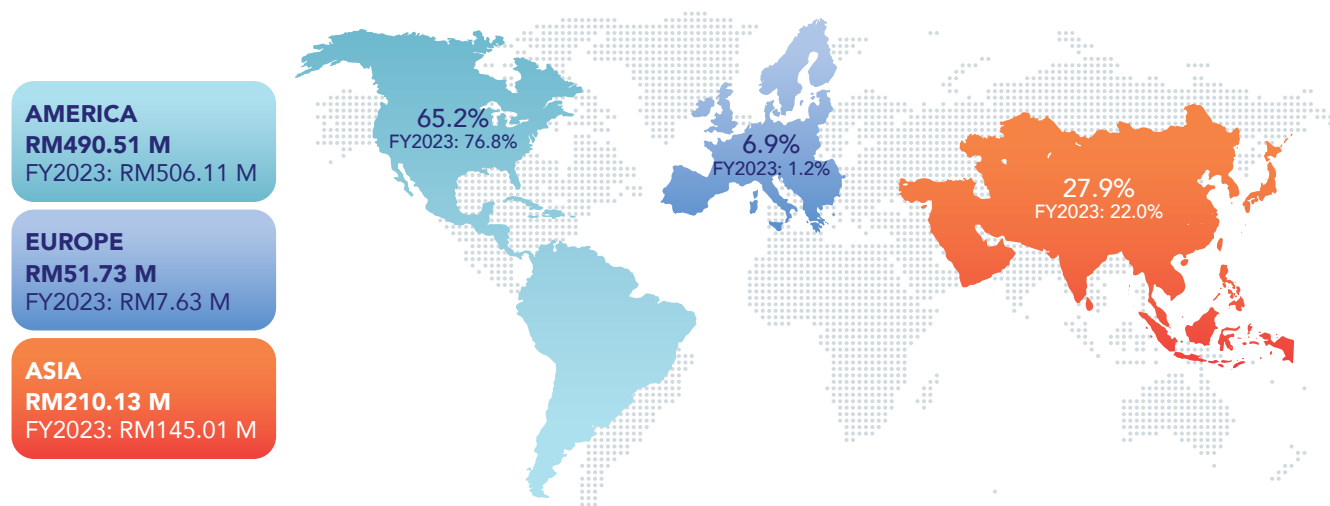 AMERICA
RM490.51 M
FY2023: RM506.11 M
EUROPE
RM51.73 M
FY2023: RM7.63 M
ASIA
RM210.13 M
FY2023: RM145.01 M
65.2%
FY2023: 76.8%
6.9%
FY2023: 1.2%
27.9%
FY2023: 22.0%